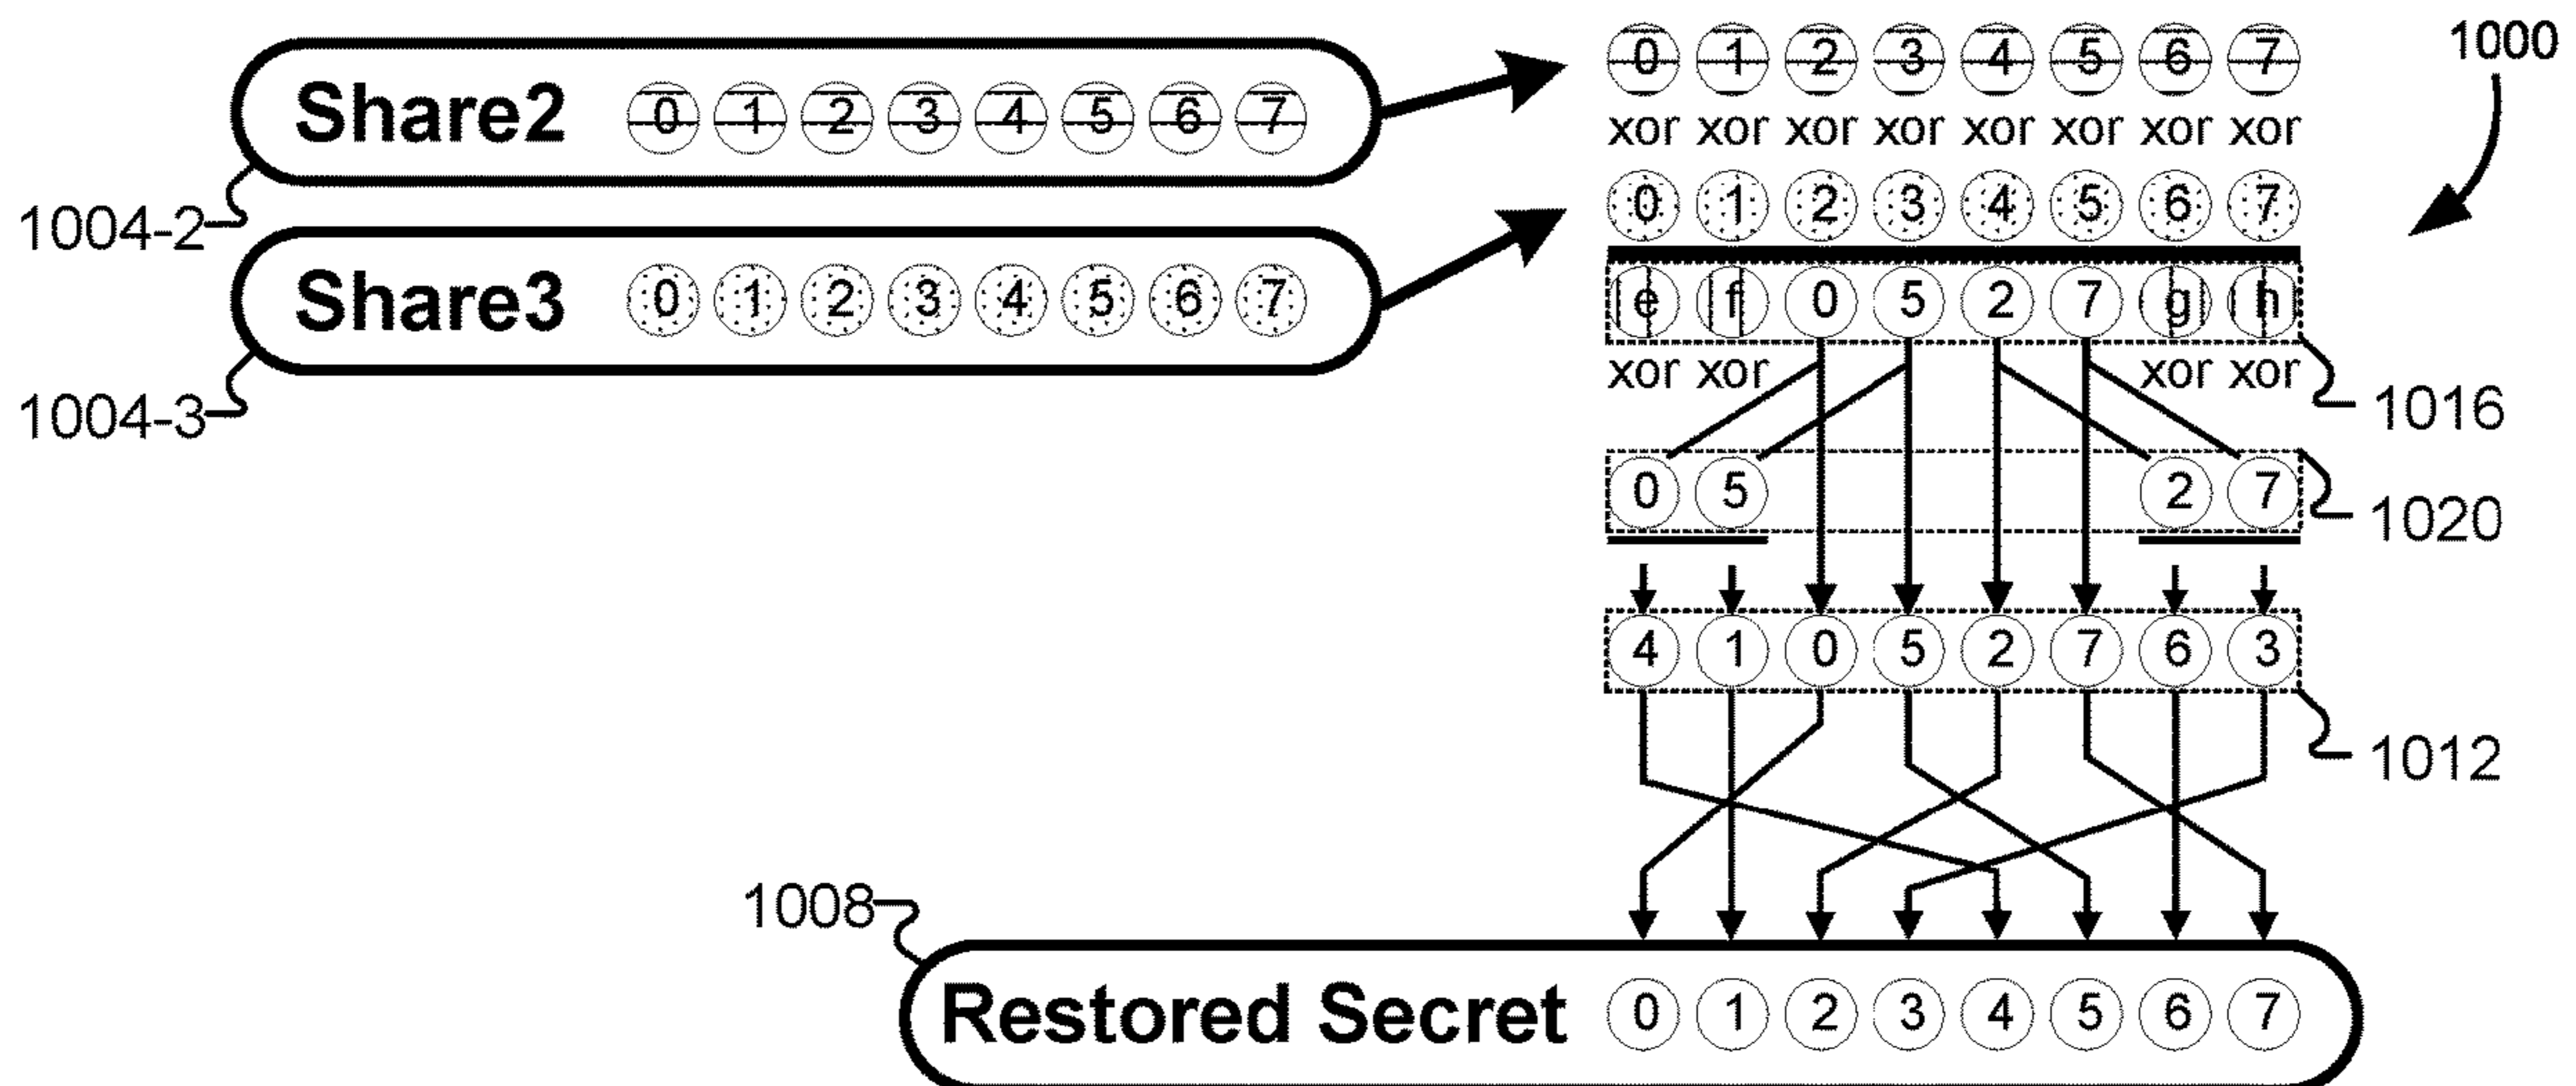 0 1 2 3 4 5 6 7
1000
Share2 0 1 2 3 4 5 6 7
xor xor xor xor xor xor xor xor
1004-2
0 1 2 3 4 5 6 7
Share3 0 1 2 3 4 5 6 7
e f 0 5 2 7 g h
xor xor xor xor
1016
1004-3
0 5 2 7
1020
4 1 0 5 2 7 6 3
1012
1008
Restored Secret 0 1 2 3 4 5 6 7